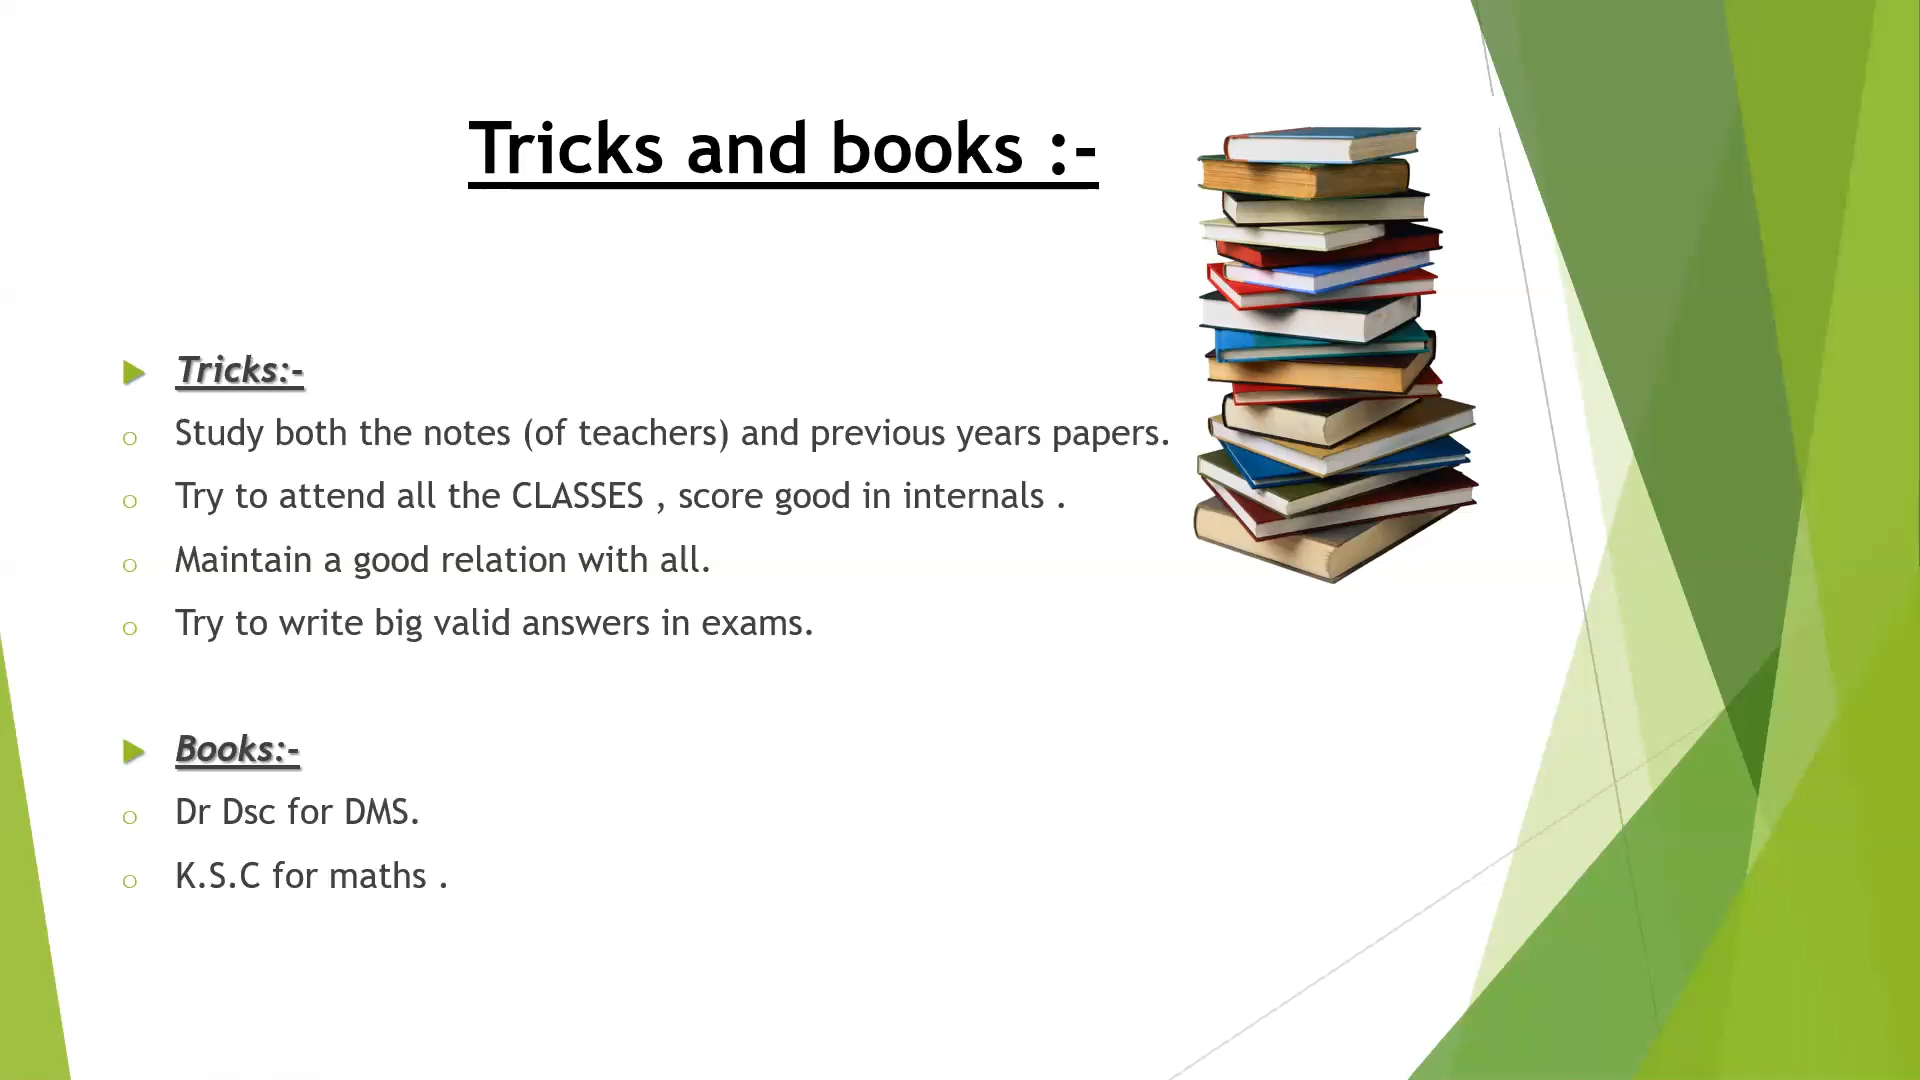 Tricks and books :-
Tricks:-
Study both the notes (of teachers) and previous years papers.
Try to attend all the CLASSES , score good in internals .
Maintain a good relation with all.
Try to write big valid answers in exams.
Books:-
Dr Dsc for DMS.
K.S.C for maths .